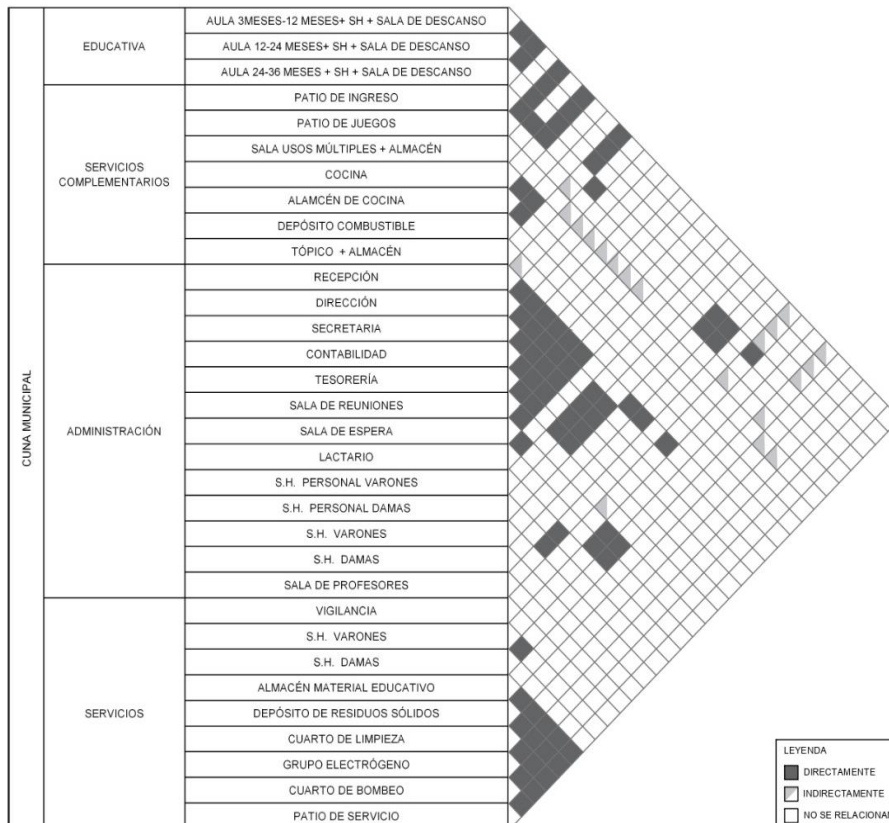 CUNA MUNICIPAL
EDUCATIVA
AULA 3MESES-12 MESES+ SH + SALA DE DESCANSO
AULA 12-24 MESES+ SH + SALA DE DESCANSO
AULA 24-36 MESES + SH + SALA DE DESCANSO
SERVICIOS
COMPLEMENTARIOS
PATIO DE INGRESO
PATIO DE JUEGOS
SALA USOS MÚLTIPLES + ALMACÉN
COCINA
ALAMCÉN DE COCINA
DEPÓSITO COMBUSTIBLE
TÓPICO + ALMACÉN
ADMINISTRACIÓN
RECEPCIÓN
DIRECCIÓN
SECRETARIA
CONTABILIDAD
TESORERÍA
SALA DE REUNIONES
SALA DE ESPERA
LACTARIO
S.H. PERSONAL VARONES
S.H. PERSONAL DAMAS
S.H. VARONES
S.H. DAMAS
SALA DE PROFESORES
SERVICIOS
VIGILANCIA
S.H. VARONES
S.H. DAMAS
ALMACÉN MATERIAL EDUCATIVO
DEPÓSITO DE RESIDUOS SÓLIDOS
CUARTO DE LIMPIEZA
GRUPO ELECTRÓGENO
CUARTO DE BOMBEO
PATIO DE SERVICIO
LEYENDA
DIRECTAMENTE
INDIRECTAMENTE
NO SE RELACIONAN